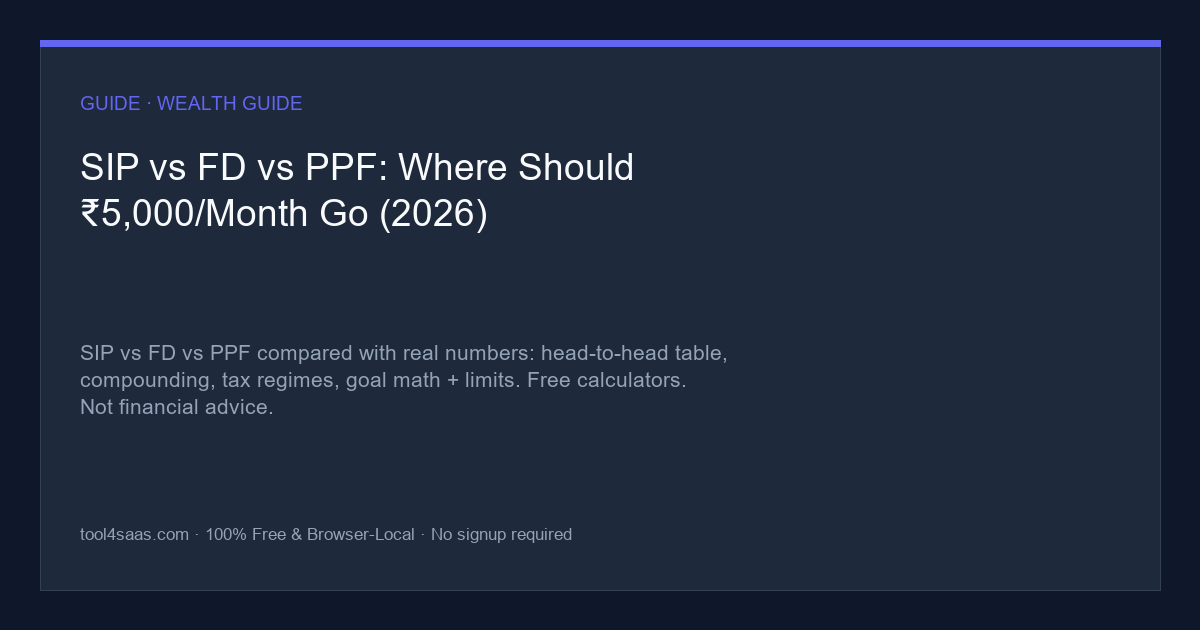 GUIDE · WEALTH GUIDE
SIP vs FD vs PPF: Where Should
₹5,000/Month Go (2026)
SIP vs FD vs PPF compared with real numbers: head-to-head table,
compounding, tax regimes, goal math + limits. Free calculators.
Not financial advice.
tool4saas.com · 100% Free & Browser-Local · No signup required